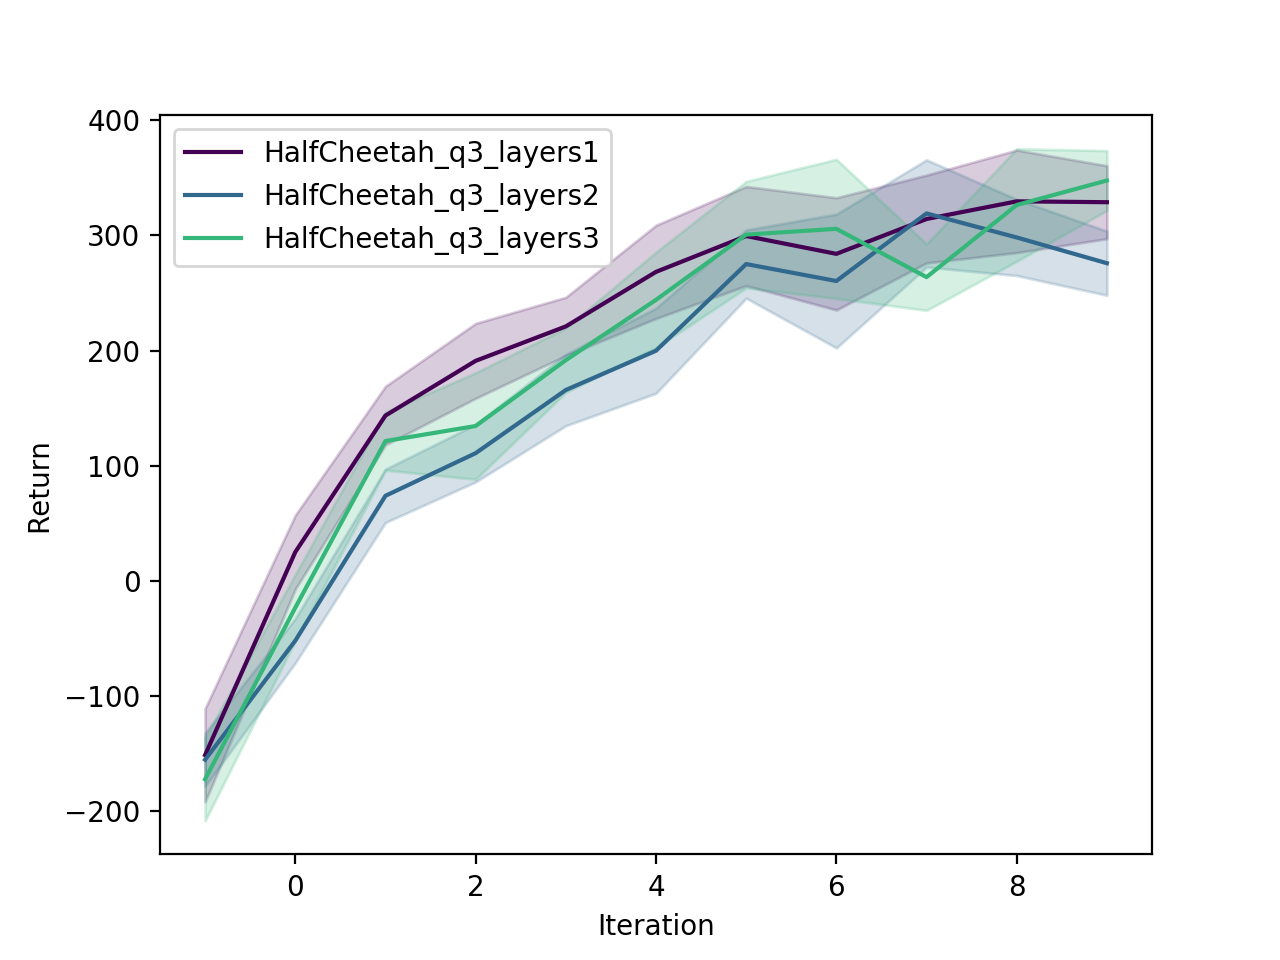 HalfCheetah_q3_layers1
HalfCheetah_q3_layers2
HalfCheetah_q3_layers3
400
300
200
100
0
−100
−200
Return
0 2 4 6 8
Iteration